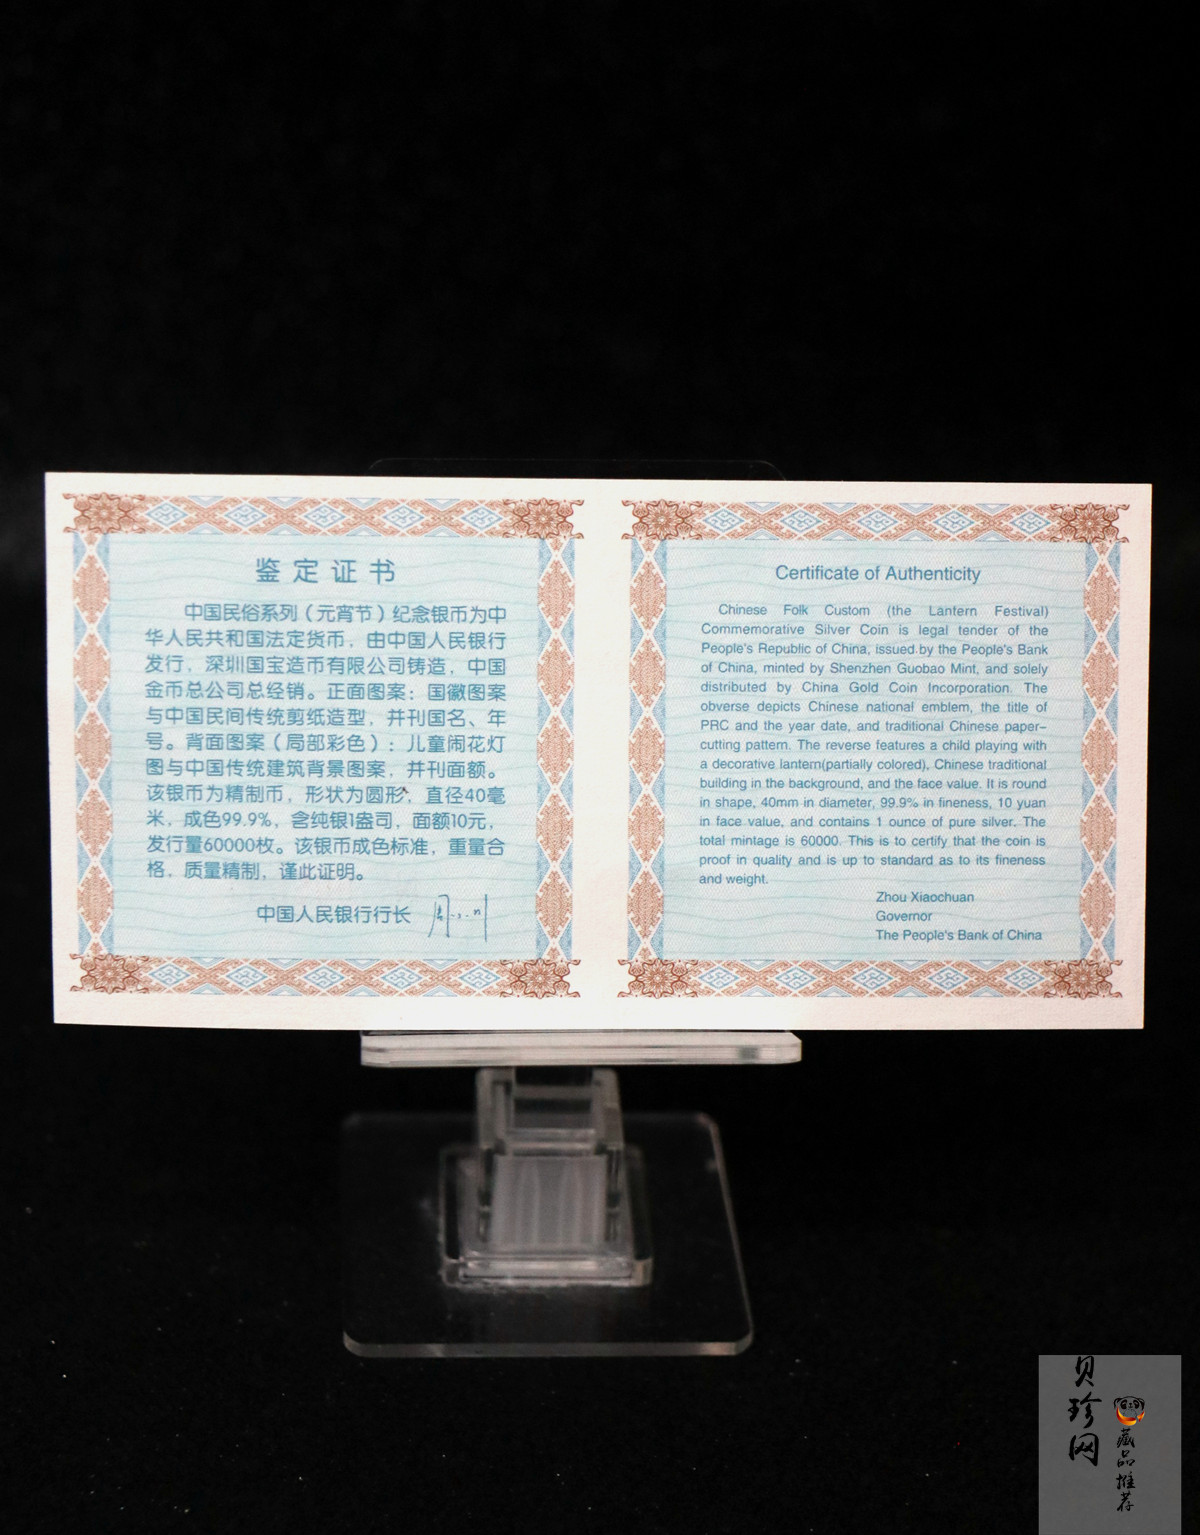 鉴定证书
中国民俗系列（元宵节）纪念银币为中
华人民共和国法定货币，由中国人民银行
发行，深圳国宝造币有限公司铸造，中国
金币总公司总经销。正面图案：国徽图案
与中国民间传统剪纸造型，并刊国名、年
号。背面图案（局部彩色）：儿童闹花灯
图与中国传统建筑背景图案，并刊面额。
该银币为精制币，形状为圆形，直径40毫
米，成色99.9%，含纯银1盎司，面额10元，
发行量60000枚。该银币成色标准，重量合
格，质量精制，谨此证明。
中国人民银行行长
Certificate of Authenticity
Chinese Folk Custom (the Lantern Festival)
Commemorative Silver Coin is legal tender of the
People's Republic of China, issued by the People's Bank
of China, minted by Shenzhen Guobao Mint, and solely
distributed by China Gold Coin Incorporation. The
obverse depicts Chinese national emblem, the title of
PRC and the year date, and traditional Chinese paper-
cutting pattern. The reverse features a child playing with
a decorative lantern(partially colored), Chinese traditional
building in the background, and the face value. It is round
in shape, 40mm in diameter, 99.9% in fineness, 10 yuan
in face value, and contains 1 ounce of pure silver. The
total mintage is 60000. This is to certify that the coin is
proof in quality and is up to standard as to its fineness
and weight.
Zhou Xiaochuan
Governor
The People's Bank of China
贝珍网
藏品推荐